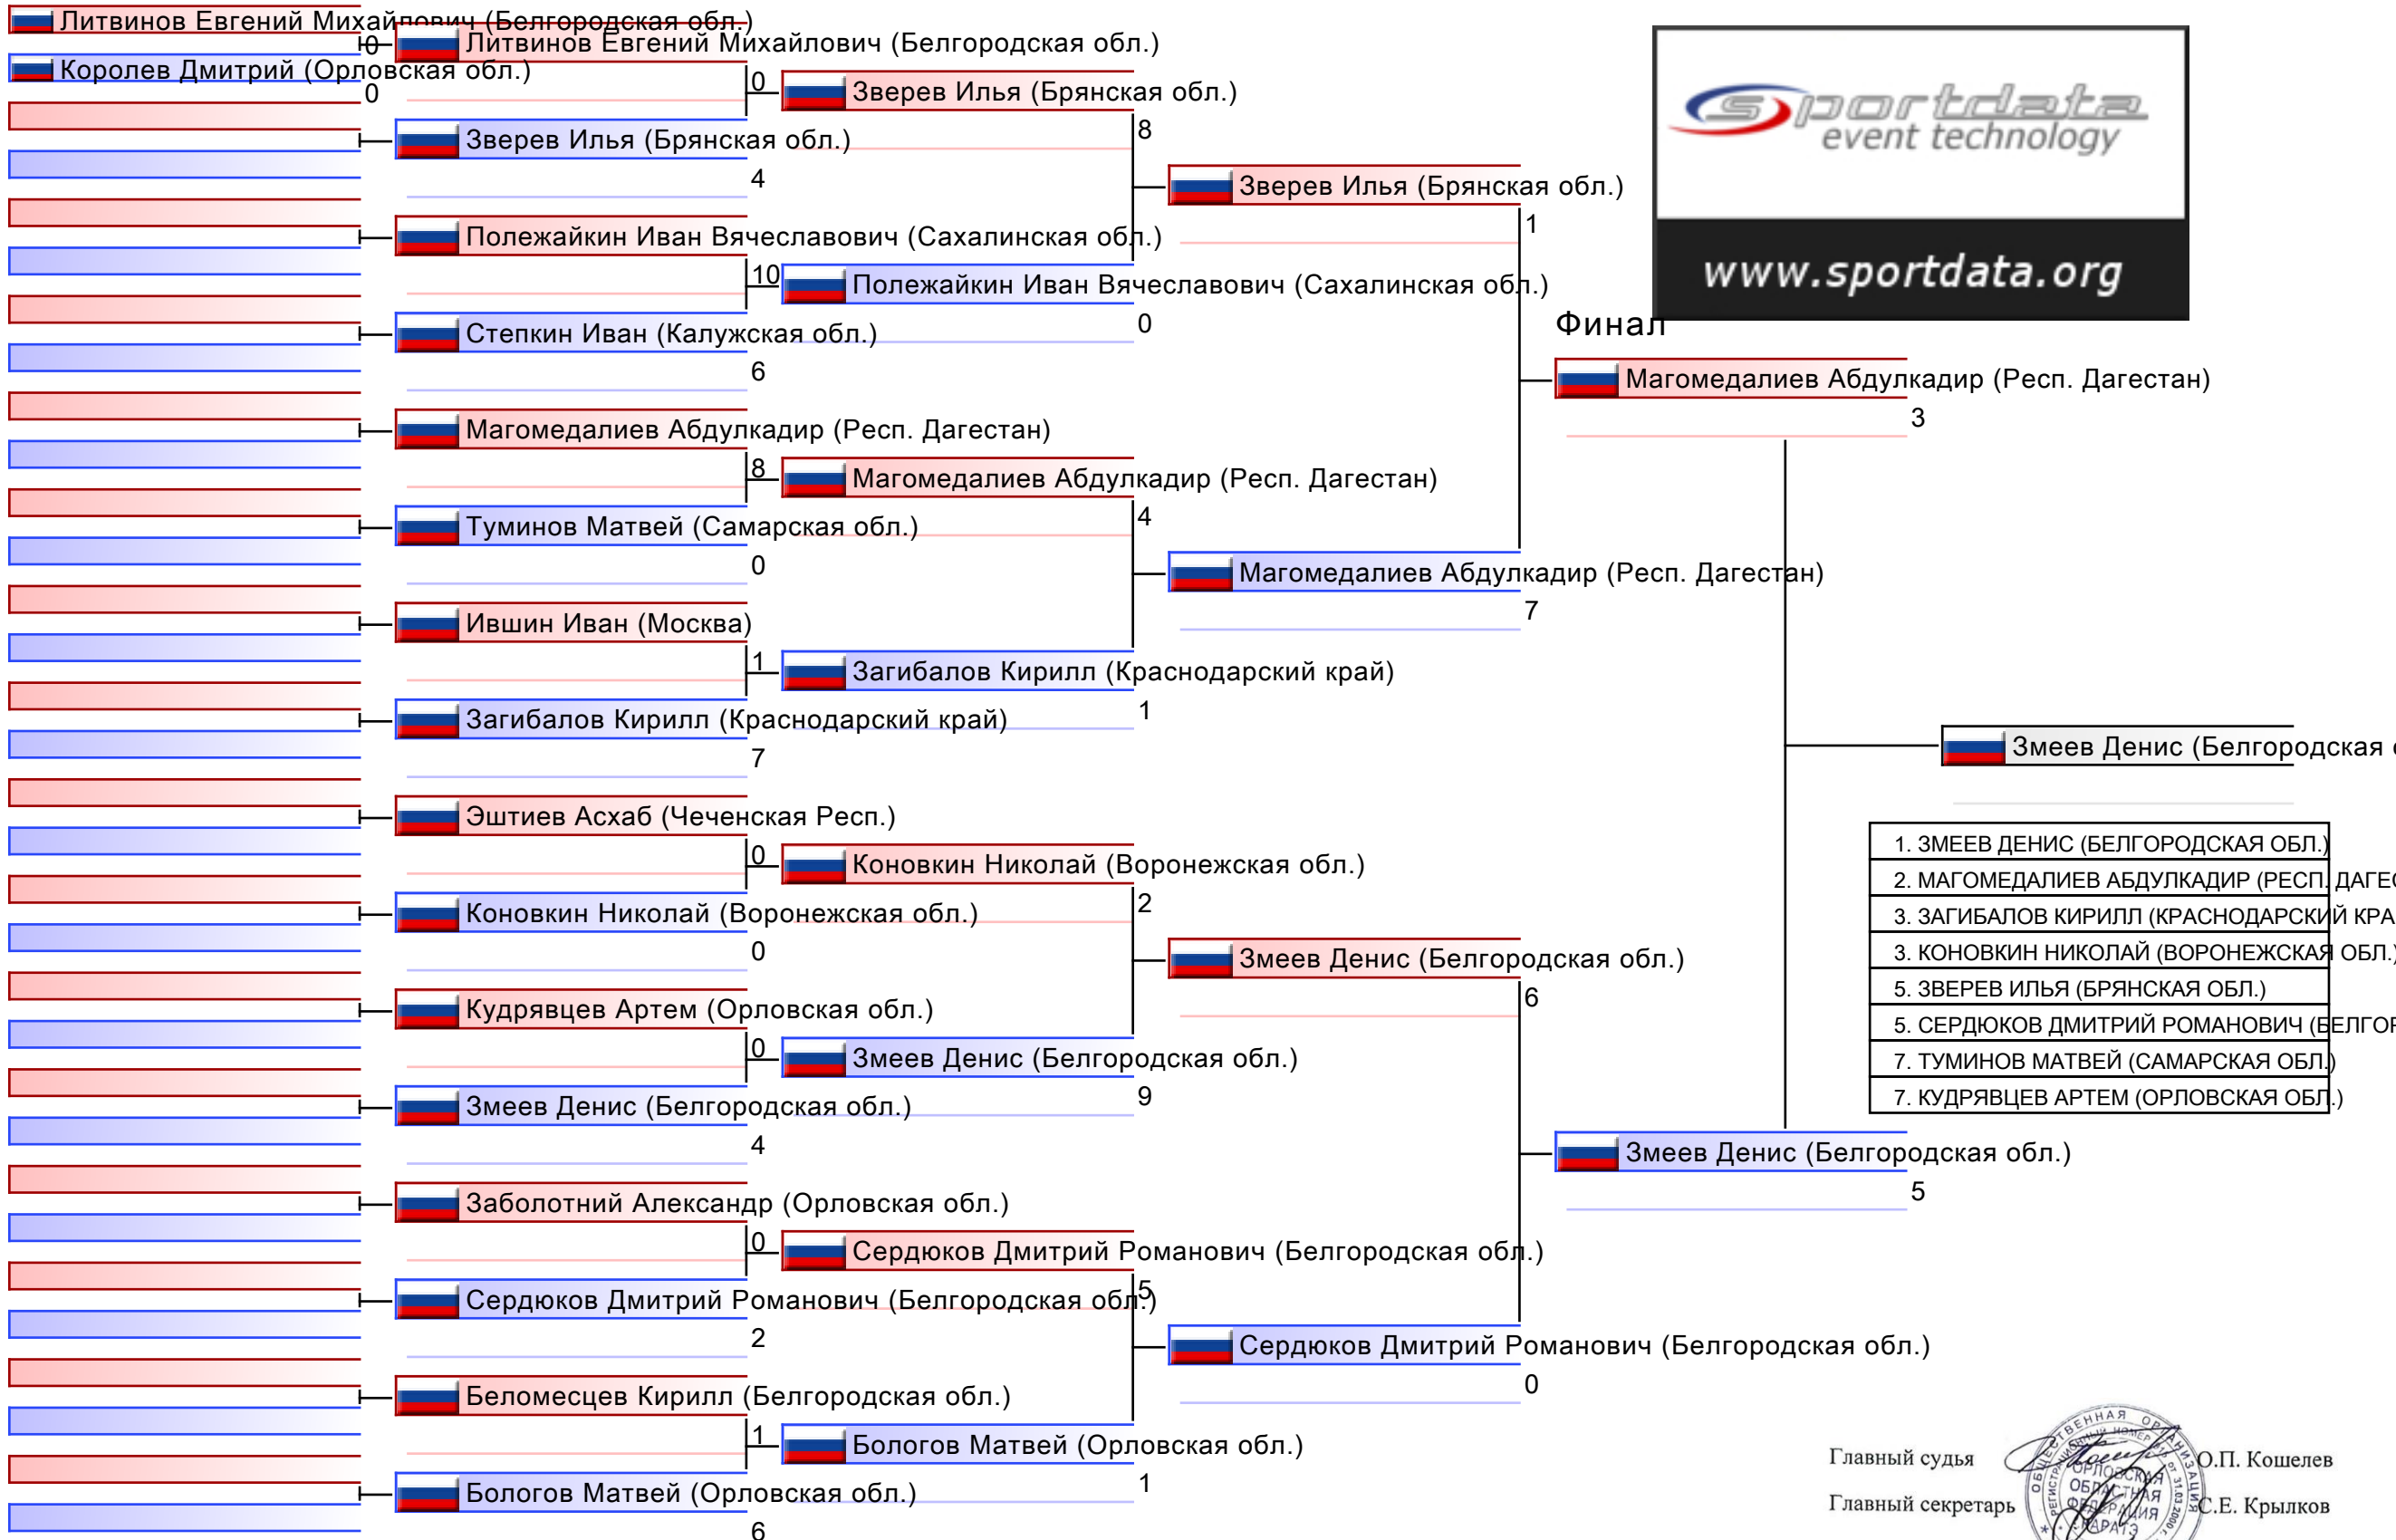 Литвинов Евгений Михайлович (Белгородская обл.)
0
Королев Дмитрий (Орловская обл.)
0
Литвинов Евгений Михайлович (Белгородская обл.)
0
Зверев Илья (Брянская обл.)
4
Полежайкин Иван Вячеславович (Сахалинская обл.)
10
Степкин Иван (Калужская обл.)
6
Магомедалиев Абдулкадир (Респ. Дагестан)
8
Туминов Матвей (Самарская обл.)
0
Ившин Иван (Москва)
1
Загибалов Кирилл (Краснодарский край)
7
Эштиев Асхаб (Чеченская Респ.)
0
Коновкин Николай (Воронежская обл.)
0
Кудрявцев Артем (Орловская обл.)
0
Змеев Денис (Белгородская обл.)
4
Заболотний Александр (Орловская обл.)
0
Сердюков Дмитрий Романович (Белгородская обл.)
2
Беломесцев Кирилл (Белгородская обл.)
1
Бологов Матвей (Орловская обл.)
6
Зверев Илья (Брянская обл.)
8
Полежайкин Иван Вячеславович (Сахалинская обл.)
0
Магомедалиев Абдулкадир (Респ. Дагестан)
4
Загибалов Кирилл (Краснодарский край)
1
Коновкин Николай (Воронежская обл.)
2
Змеев Денис (Белгородская обл.)
9
Сердюков Дмитрий Романович (Белгородская обл.)
5
Бологов Матвей (Орловская обл.)
1
Зверев Илья (Брянская обл.)
1
Магомедалиев Абдулкадир (Респ. Дагестан)
7
Змеев Денис (Белгородская обл.)
6
Сердюков Дмитрий Романович (Белгородская обл.)
0
sportdata
event technology
www.sportdata.org
Финал
Магомедалиев Абдулкадир (Респ. Дагестан)
3
Змеев Денис (Белгородская обл.)
5
Змеев Денис (Белгородская
1. ЗМЕЕВ ДЕНИС (БЕЛГОРОДСКАЯ ОБЛ.)
2. МАГОМЕДАЛИЕВ АБДУЛКАДИР (РЕСП. ДАГЕС
3. ЗАГИБАЛОВ КИРИЛЛ (КРАСНОДАРСКИЙ КРА
3. КОНОВКИН НИКОЛАЙ (ВОРОНЕЖСКАЯ ОБЛ.)
5. ЗВЕРЕВ ИЛЬЯ (БРЯНСКАЯ ОБЛ.)
5. СЕРДЮКОВ ДМИТРИЙ РОМАНОВИЧ (БЕЛГОР
7. ТУМИНОВ МАТВЕЙ (САМАРСКАЯ ОБЛ.)
7. КУДРЯВЦЕВ АРТЕМ (ОРЛОВСКАЯ ОБЛ.)
Главный судья О.П. Кошелев
Главный секретарь С.Е. Крылков
ОБЩЕСТВЕННАЯ ОРГАНИЗАЦИЯ
ОРЛОВСКАЯ
ОБЛАСТНАЯ
ФЕДЕРАЦИЯ
КАРАТЭ